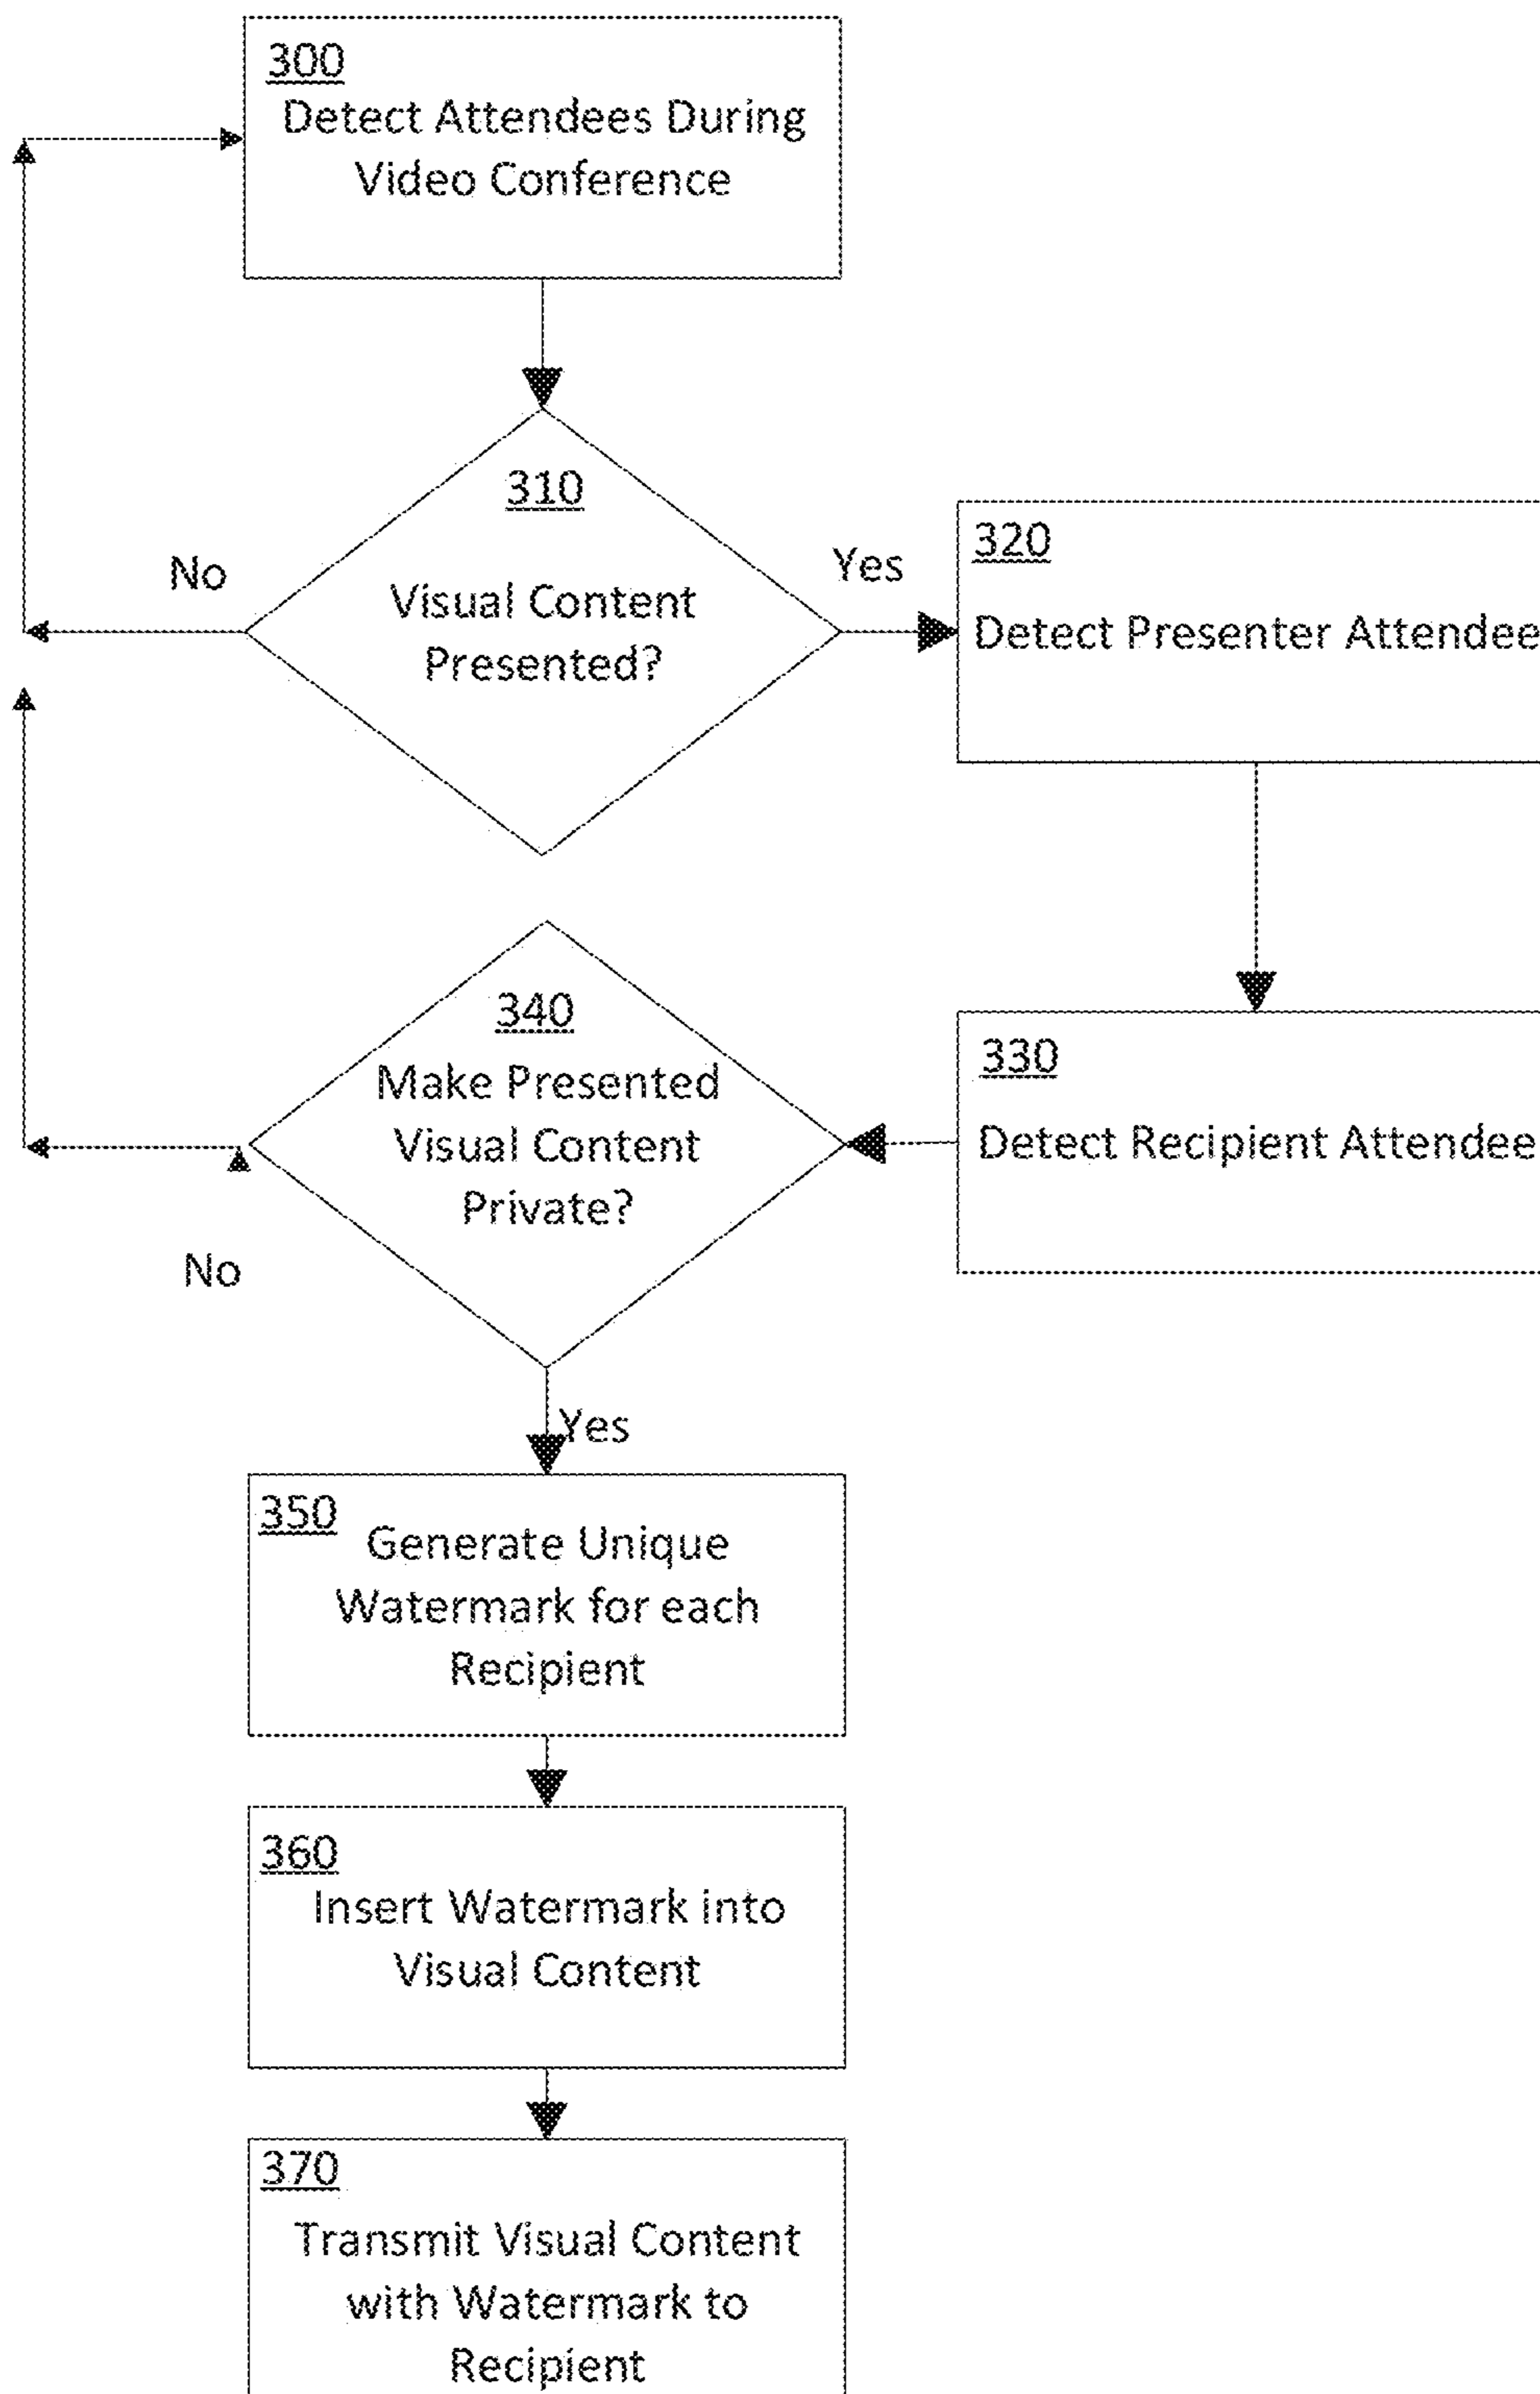 300
Detect Attendees During
Video Conference
310
Visual Content
Presented?
No
Yes
320
Detect Presenter Attendee
330
Detect Recipient Attendee
340
Make Presented
Visual Content
Private?
No
Yes
350
Generate Unique
Watermark for each
Recipient
360
Insert Watermark into
Visual Content
370
Transmit Visual Content
with Watermark to
Recipient